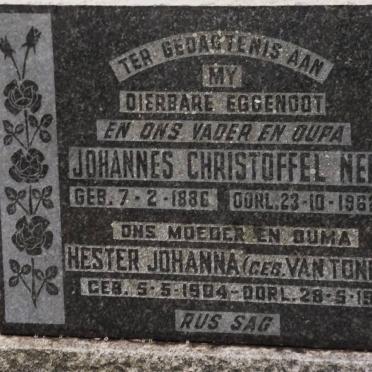 TER GEDAGTENIS AAN
MY
DIERBARE EGGENOOT
EN ONS VADER EN OUPA
JOHANNES CHRISTOFFEL
GEB. 7-2-1886 OORL. 23-10-196
ONS MOEDER EN OUMA
HESTER JOHANNA (GEB. VAN TON
GEB. 5-5-1904-OORL. 28-5-19
RUS SAG